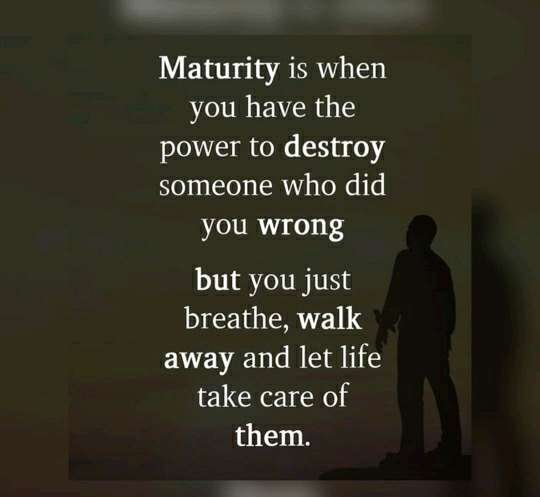 Maturity is when
you have the
power to destroy
someone who did
you wrong
but you just
breathe, walk
away and let life
take care of
them.